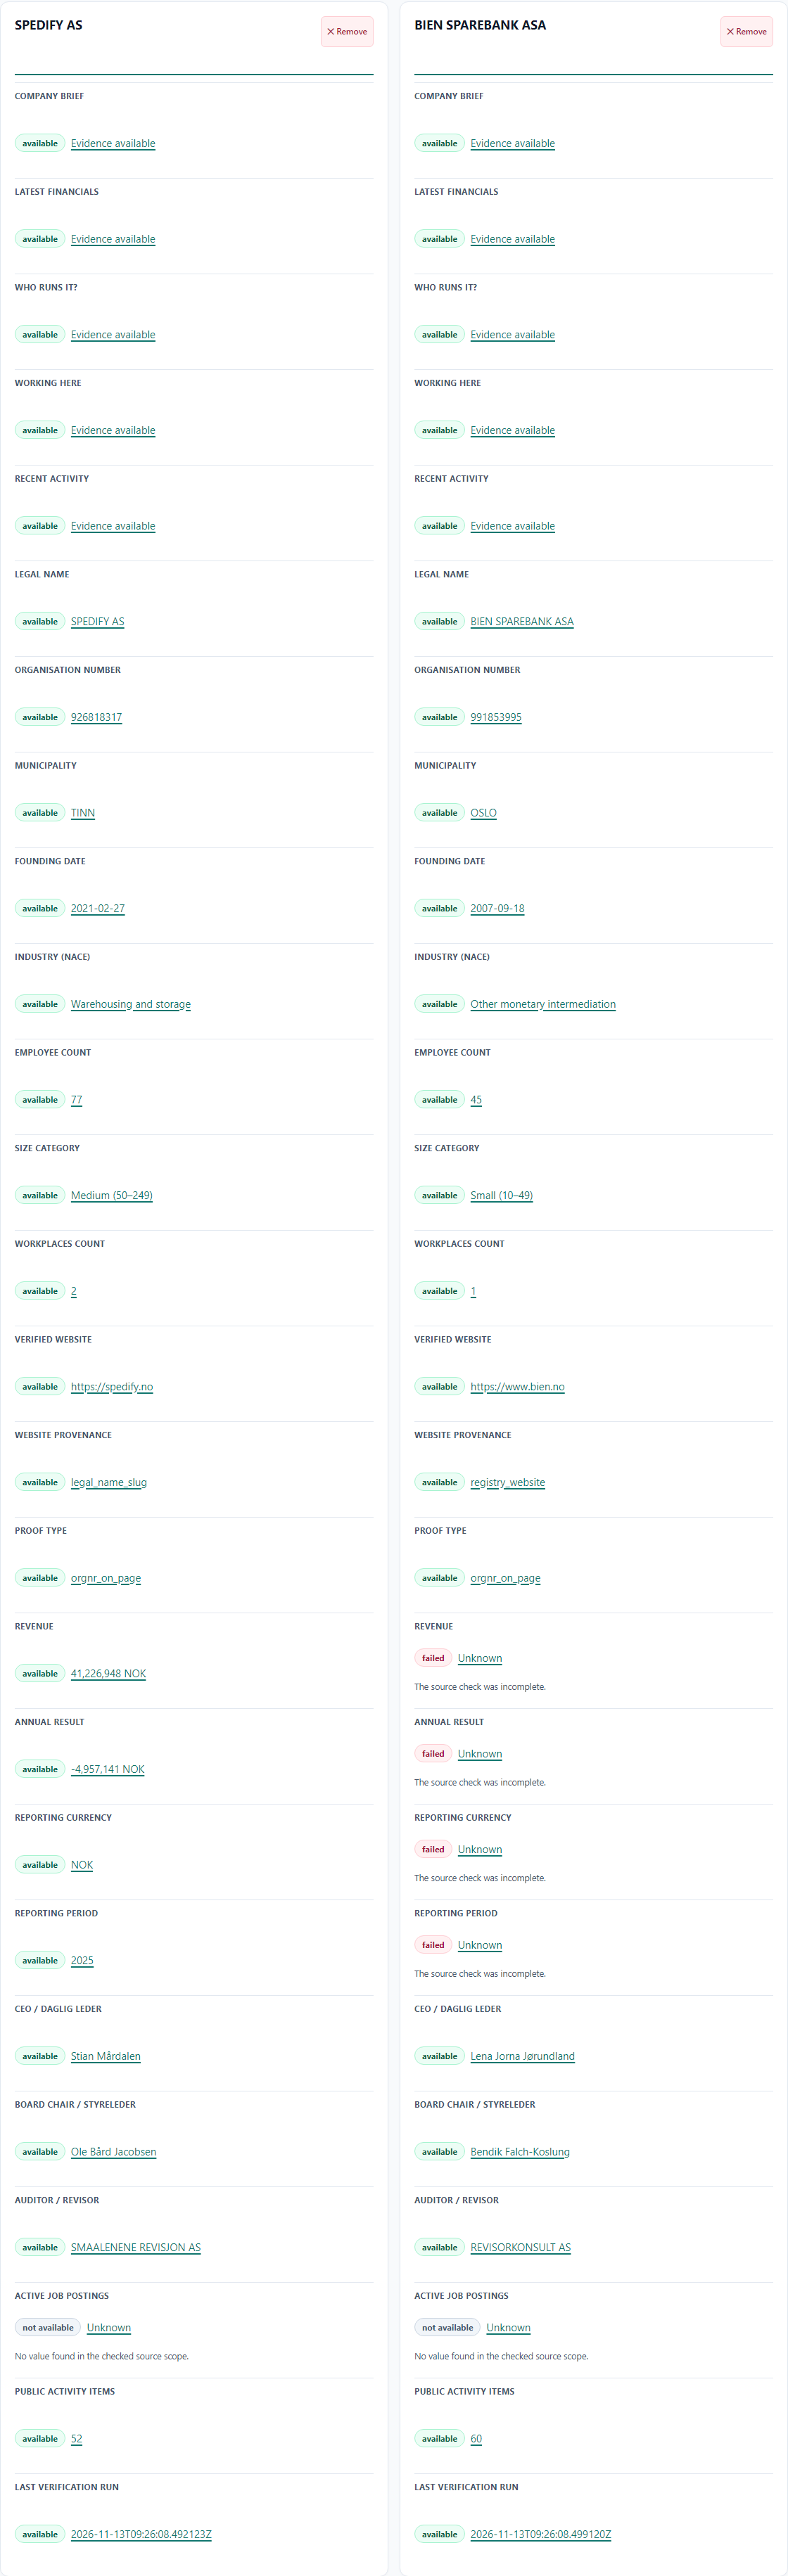 SPEDIFY AS
✕ Remove
COMPANY BRIEF
available Evidence available
LATEST FINANCIALS
available Evidence available
WHO RUNS IT?
available Evidence available
WORKING HERE
available Evidence available
RECENT ACTIVITY
available Evidence available
LEGAL NAME
available SPEDIFY AS
ORGANISATION NUMBER
available 926818317
MUNICIPALITY
available TINN
FOUNDING DATE
available 2021-02-27
INDUSTRY (NACE)
available Warehousing and storage
EMPLOYEE COUNT
available 77
SIZE CATEGORY
available Medium (50–249)
WORKPLACES COUNT
available 2
VERIFIED WEBSITE
available https://spedify.no
WEBSITE PROVENANCE
available legal_name_slug
PROOF TYPE
available orgnr_on_page
REVENUE
available 41,226,948 NOK
ANNUAL RESULT
available -4,957,141 NOK
REPORTING CURRENCY
available NOK
REPORTING PERIOD
available 2025
CEO / DAGLIG LEDER
available Stian Mårdalen
BOARD CHAIR / STYRELEDER
available Ole Bård Jacobsen
AUDITOR / REVISOR
available SMAALENENE REVISJON AS
ACTIVE JOB POSTINGS
not available Unknown
No value found in the checked source scope.
PUBLIC ACTIVITY ITEMS
available 52
LAST VERIFICATION RUN
available 2026-11-13T09:26:08.492123Z
BIEN SPAREBANK ASA
✕ Remove
COMPANY BRIEF
available Evidence available
LATEST FINANCIALS
available Evidence available
WHO RUNS IT?
available Evidence available
WORKING HERE
available Evidence available
RECENT ACTIVITY
available Evidence available
LEGAL NAME
available BIEN SPAREBANK ASA
ORGANISATION NUMBER
available 991853995
MUNICIPALITY
available OSLO
FOUNDING DATE
available 2007-09-18
INDUSTRY (NACE)
available Other monetary intermediation
EMPLOYEE COUNT
available 45
SIZE CATEGORY
available Small (10–49)
WORKPLACES COUNT
available 1
VERIFIED WEBSITE
available https://www.bien.no
WEBSITE PROVENANCE
available registry_website
PROOF TYPE
available orgnr_on_page
REVENUE
failed Unknown
The source check was incomplete.
ANNUAL RESULT
failed Unknown
The source check was incomplete.
REPORTING CURRENCY
failed Unknown
The source check was incomplete.
REPORTING PERIOD
failed Unknown
The source check was incomplete.
CEO / DAGLIG LEDER
available Lena Jorna Jørundland
BOARD CHAIR / STYRELEDER
available Bendik Falch-Koslung
AUDITOR / REVISOR
available REVISORKONSULT AS
ACTIVE JOB POSTINGS
not available Unknown
No value found in the checked source scope.
PUBLIC ACTIVITY ITEMS
available 60
LAST VERIFICATION RUN
available 2026-11-13T09:26:08.499120Z